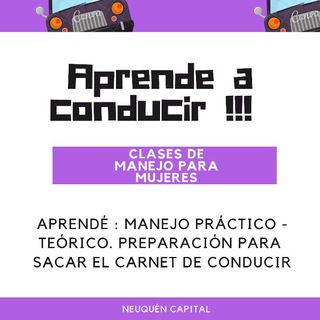 Aprende a
conducir !!!
CLASES DE
MANEJO PARA
MUJERES
APRENDÉ : MANEJO PRÁCTICO -
TEÓRICO. PREPARACIÓN PARA
SACAR EL CARNET DE CONDUCIR
NEUQUÉN CAPITAL